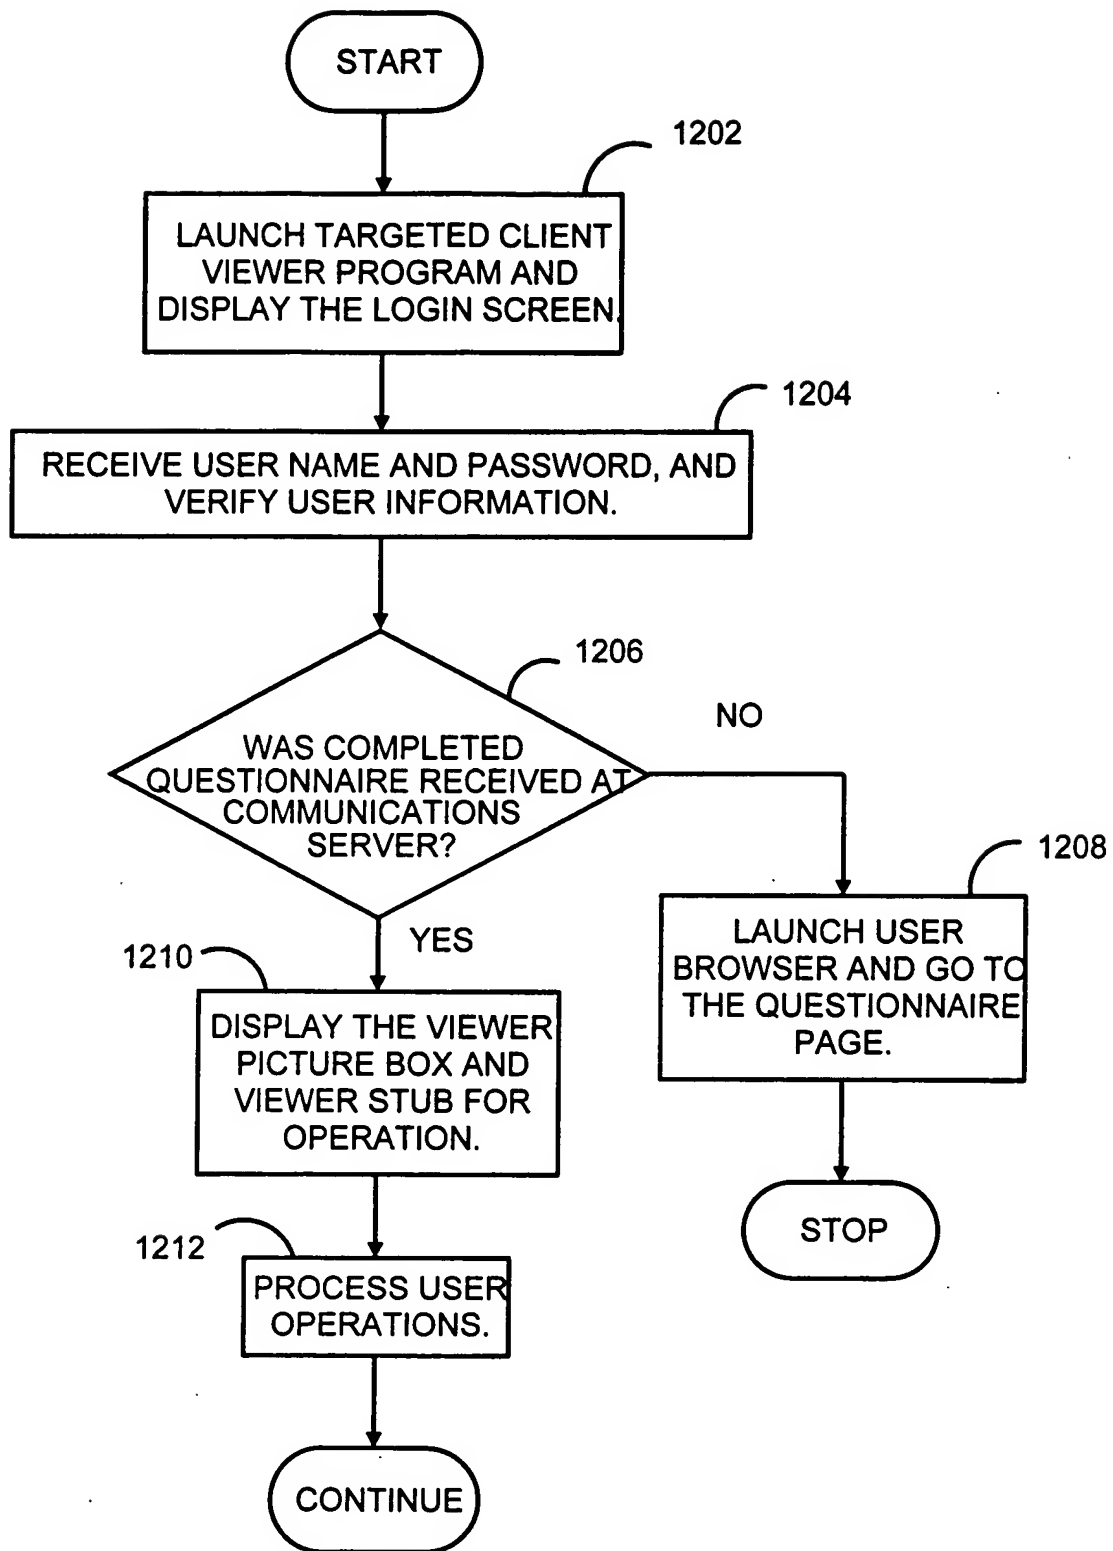 START
1202
LAUNCH TARGETED CLIENT
VIEWER PROGRAM AND
DISPLAY THE LOGIN SCREEN.
1204
RECEIVE USER NAME AND PASSWORD, AND
VERIFY USER INFORMATION.
1206
WAS COMPLETED
QUESTIONNAIRE RECEIVED AT
COMMUNICATIONS
SERVER?
NO
1208
LAUNCH USER
BROWSER AND GO TO
THE QUESTIONNAIRE
PAGE.
STOP
YES
1210
DISPLAY THE VIEWER
PICTURE BOX AND
VIEWER STUB FOR
OPERATION.
1212
PROCESS USER
OPERATIONS.
CONTINUE